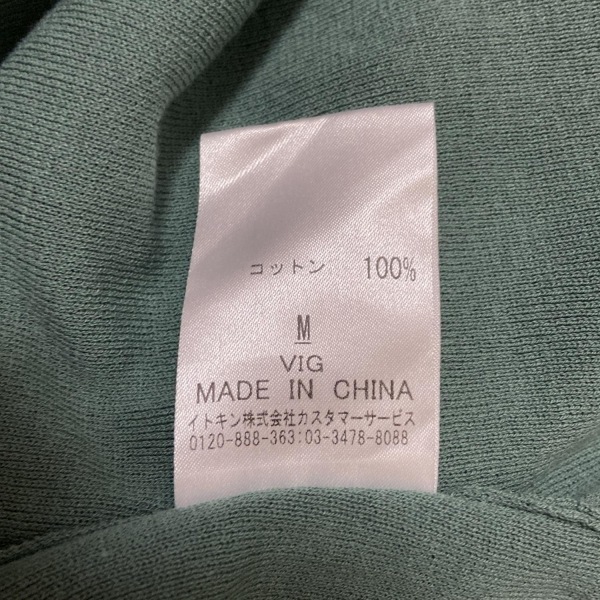 コットン 100%
M
VIG
MADE IN CHINA
イトキン株式会社カスタマーサービス
0120-888-363:03-3478-8088